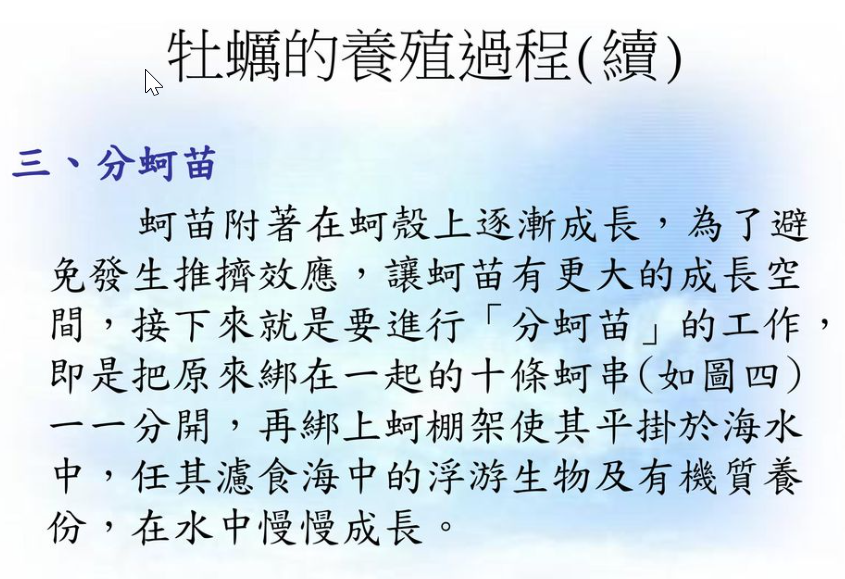 牡蠣的養殖過程(續)
三、分蚵苗
蚵苗附著在蚵殼上逐漸成長，為了避
免發生推擠效應，讓蚵苗有更大的成長空
間，接下來就是要進行「分蚵苗」的工作，
即是把原來綁在一起的十條蚵串(如圖四)
一一分開，再綁上蚵棚架使其平掛於海水
中，任其濾食海中的浮游生物及有機質養
份，在水中慢慢成長。